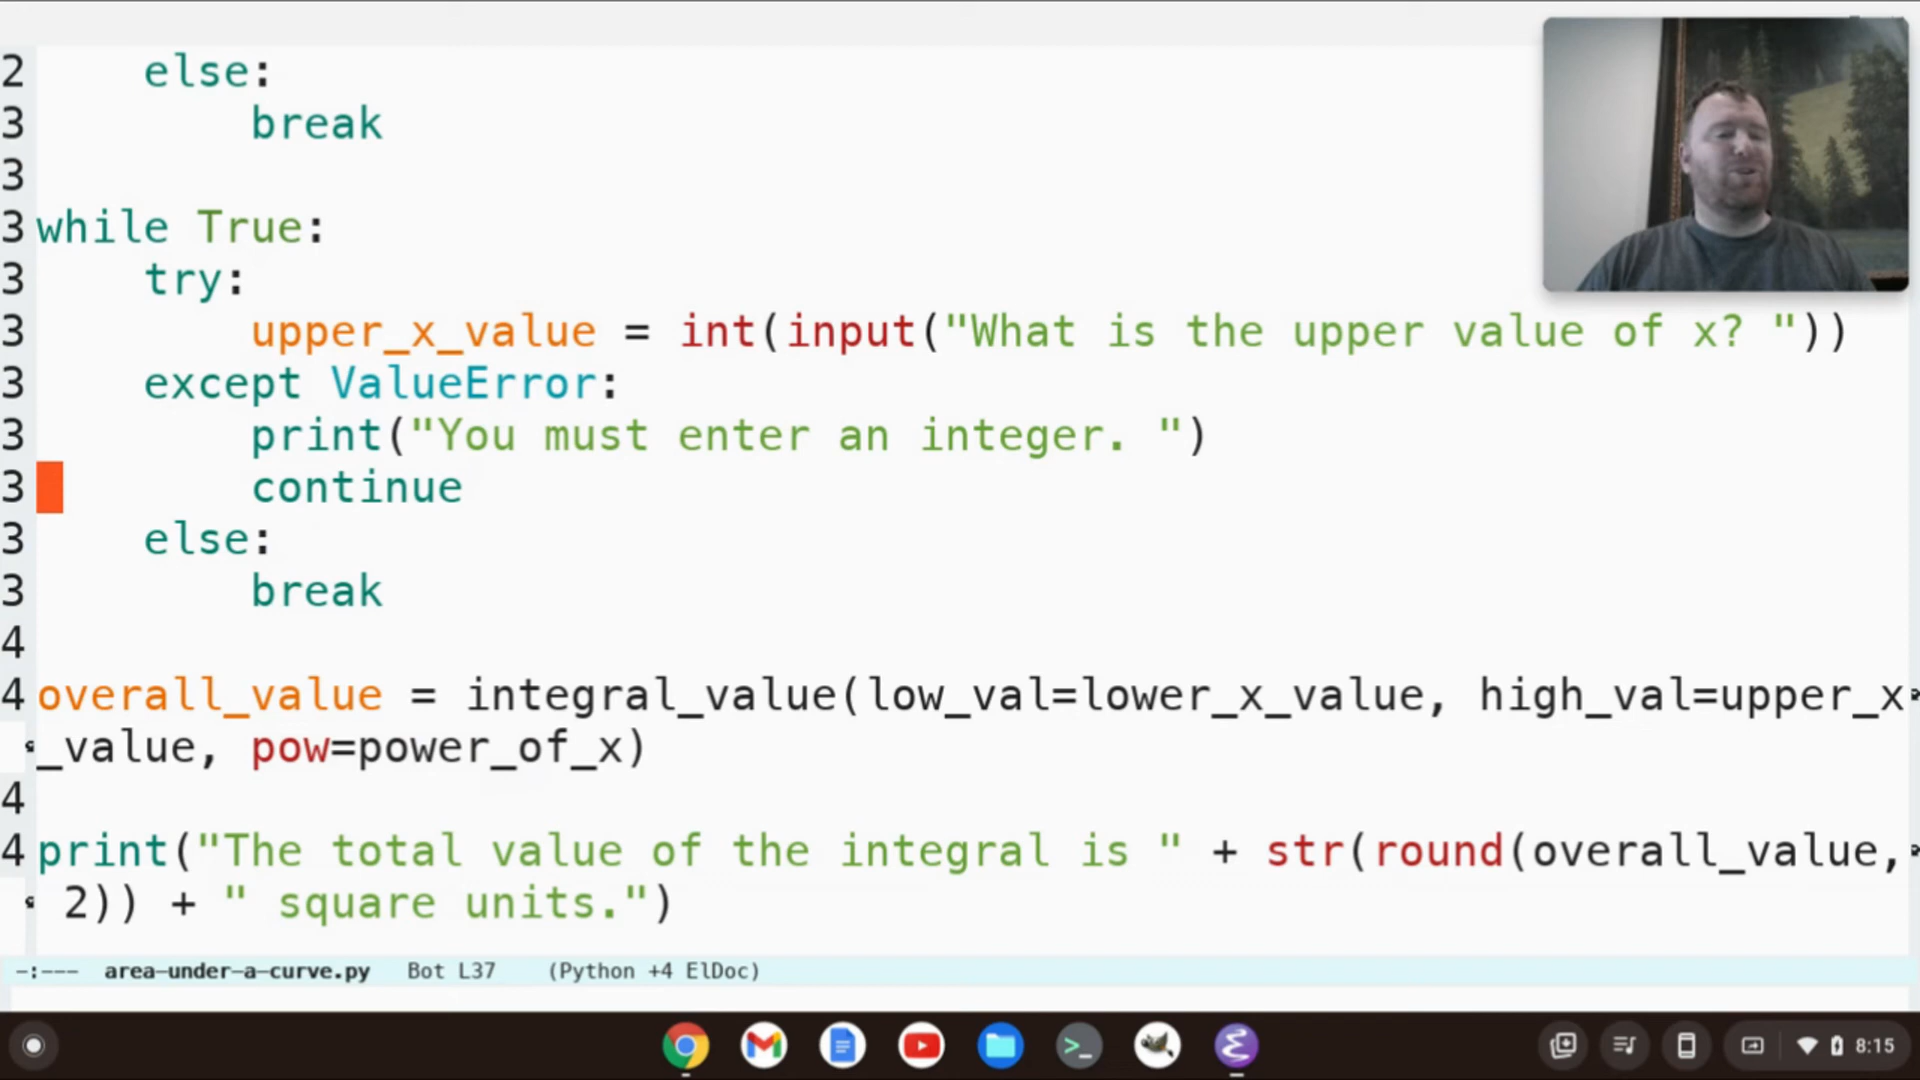 2 else:
3 break
3
3 while True:
3 try:
3 upper_x_value = int(input("What is the upper value of x? "))
3 except ValueError:
3 print("You must enter an integer. ")
3 continue
3 else:
3 break
4
4 overall_value = integral_value(low_val=lower_x_value, high_val=upper_x
_value, pow=power_of_x)
4
4 print("The total value of the integral is " + str(round(overall_value,
2)) + " square units.")
-:--- area-under-a-curve.py Bot L37 (Python +4 ElDoc)
8:15